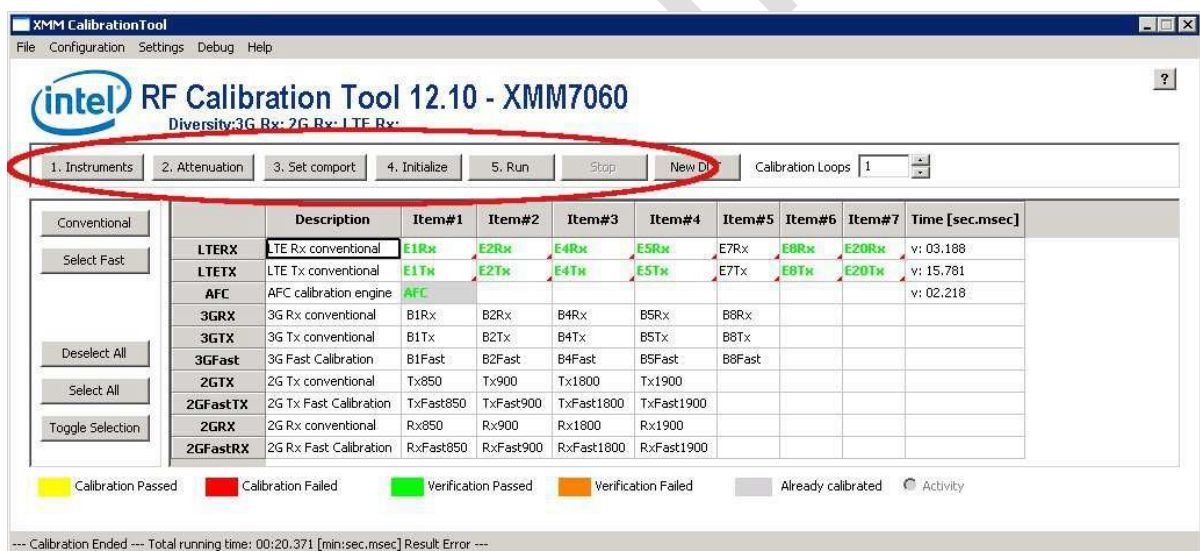 XMM CalibrationTool
File Configuration Settings Debug Help
intel RF Calibration Tool 12.10 - XMM7060
?
Diversity:3G Rx: 2G Rx: LTE Rx:
1. Instruments 2. Attenuation 3. Set comport 4. Initialize 5. Run Stop New DUT Calibration Loops 1
Conventional
Select Fast
Deselect All
Select All
Toggle Selection
Description Item#1 Item#2 Item#3 Item#4 Item#5 Item#6 Item#7 Time [sec.msec]
LTERX LTE Rx conventional E1Rx E2Rx E4Rx E5Rx E7Rx E8Rx E20Rx v: 03.188
LTETX LTE Tx conventional E1Tx E2Tx E4Tx E5Tx E7Tx E8Tx E20Tx v: 15.781
AFC AFC calibration engine AFC v: 02.218
3GRX 3G Rx conventional B1Rx B2Rx B4Rx B5Rx B8Rx
3GTX 3G Tx conventional B1Tx B2Tx B4Tx B5Tx B8Tx
3GFast 3G Fast Calibration B1Fast B2Fast B4Fast B5Fast B8Fast
2GTX 2G Tx conventional Tx850 Tx900 Tx1800 Tx1900
2GFastTX 2G Tx Fast Calibration TxFast850 TxFast900 TxFast1800 TxFast1900
2GRX 2G Rx conventional Rx850 Rx900 Rx1800 Rx1900
2GFastRX 2G Rx Fast Calibration RxFast850 RxFast900 RxFast1800 RxFast1900
Calibration Passed Calibration Failed Verification Passed Verification Failed Already calibrated Activity
--- Calibration Ended --- Total running time: 00:20.371 [min:sec.msec] Result Error ---